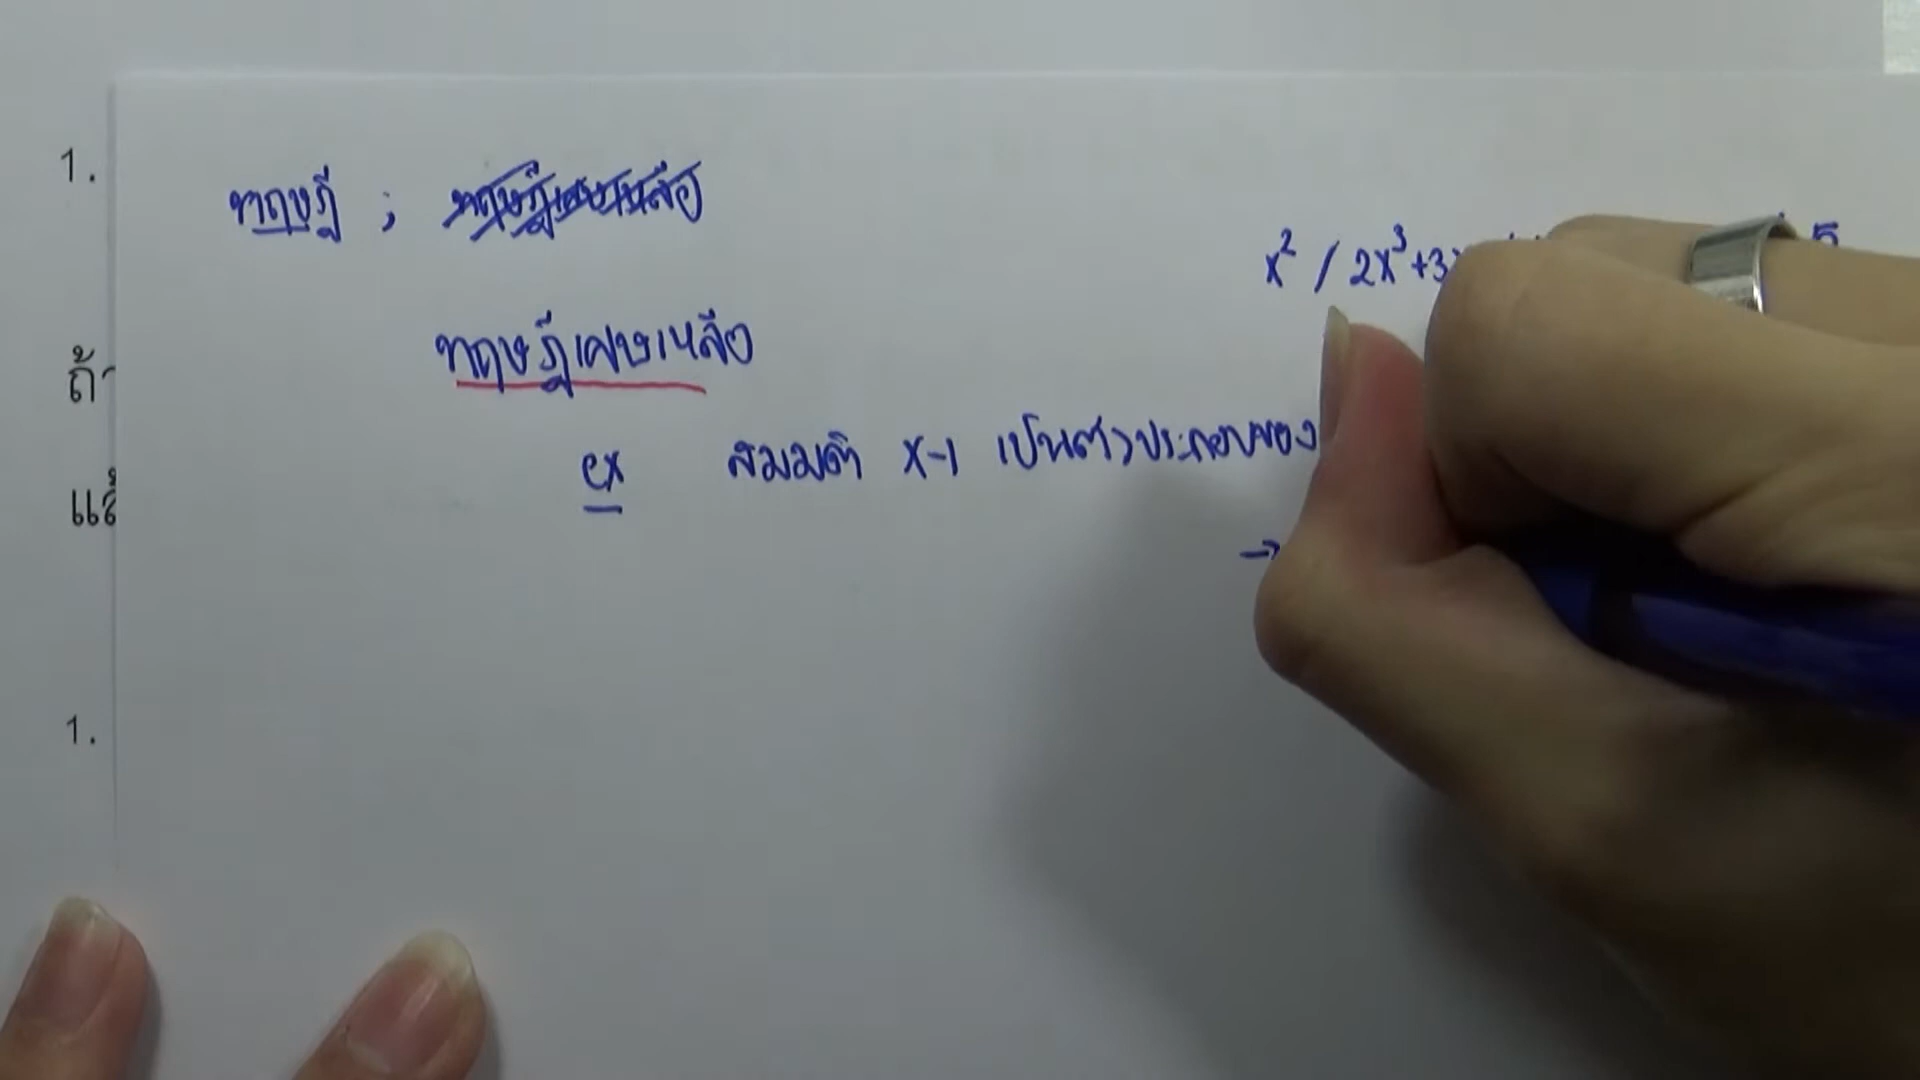 1.
ทฤษฎี ; ทฤษฎีเศษเหลือ
x² / 2x³+3
ทฤษฎีเศษเหลือ
ถ้า
ex สมมติ x-1 เป็นตัวประกอบของ
แล้
→
1.